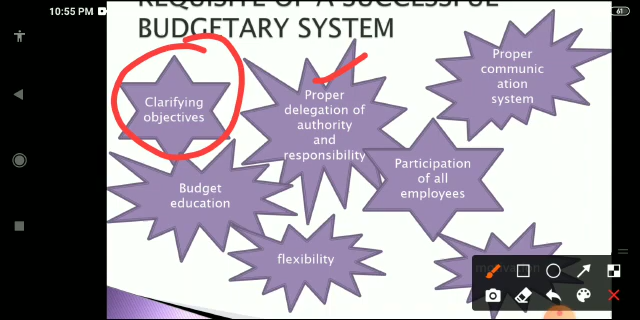 10:55 PM
61
REQUISITE OF A SUCCESSFUL
BUDGETARY SYSTEM
Clarifying
objectives
Proper
delegation of
authority
and
responsibility
Proper
communic
ation
system
Budget
education
Participation
of all
employees
flexibility